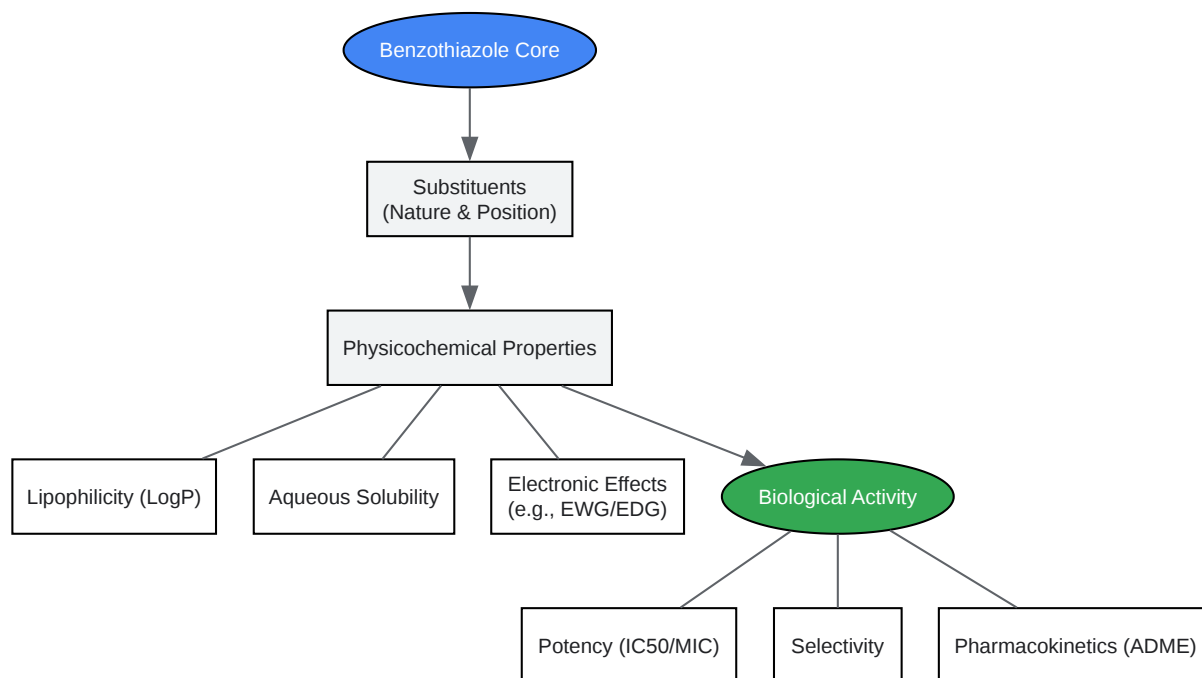 Benzothiazole Core
Substituents
(Nature & Position)
Physicochemical Properties
Lipophilicity (LogP)
Aqueous Solubility
Electronic Effects
(e.g., EWG/EDG)
Biological Activity
Potency (IC50/MIC)
Selectivity
Pharmacokinetics (ADME)